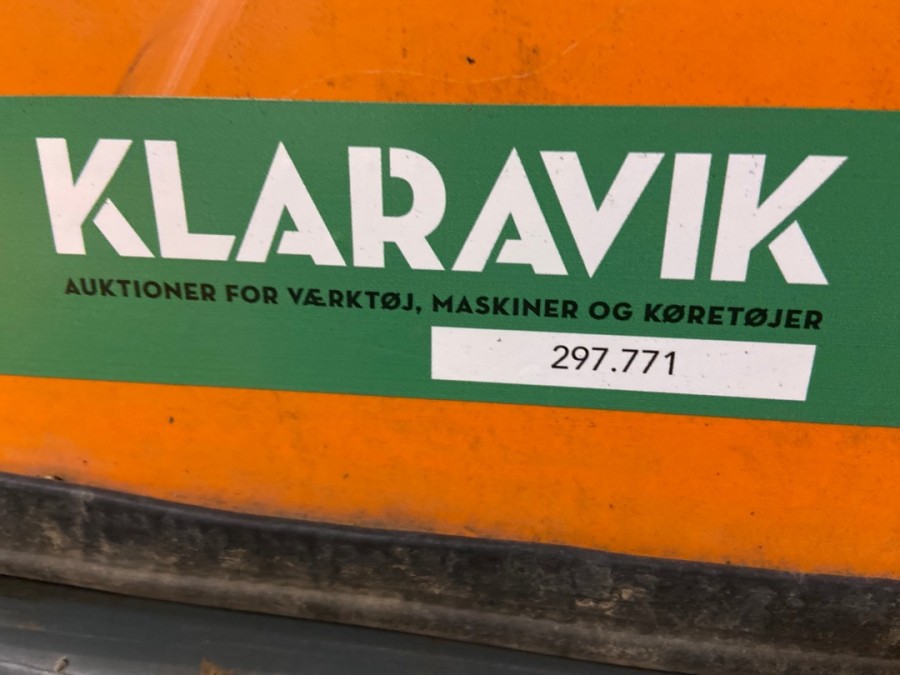 KLARAVIK
AUKTIONER FOR VÆRKTØJ, MASKINER OG KØRETØJER
297.771